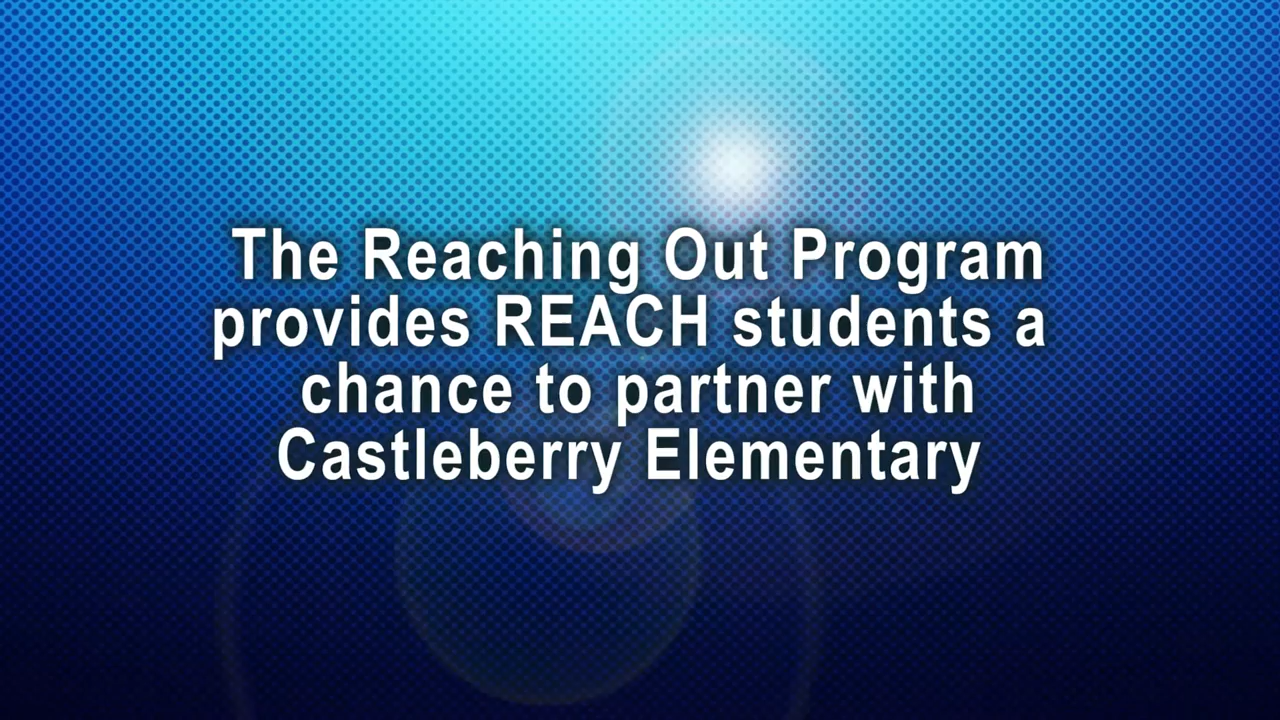 The Reaching Out Program
provides REACH students a
chance to partner with
Castleberry Elementary